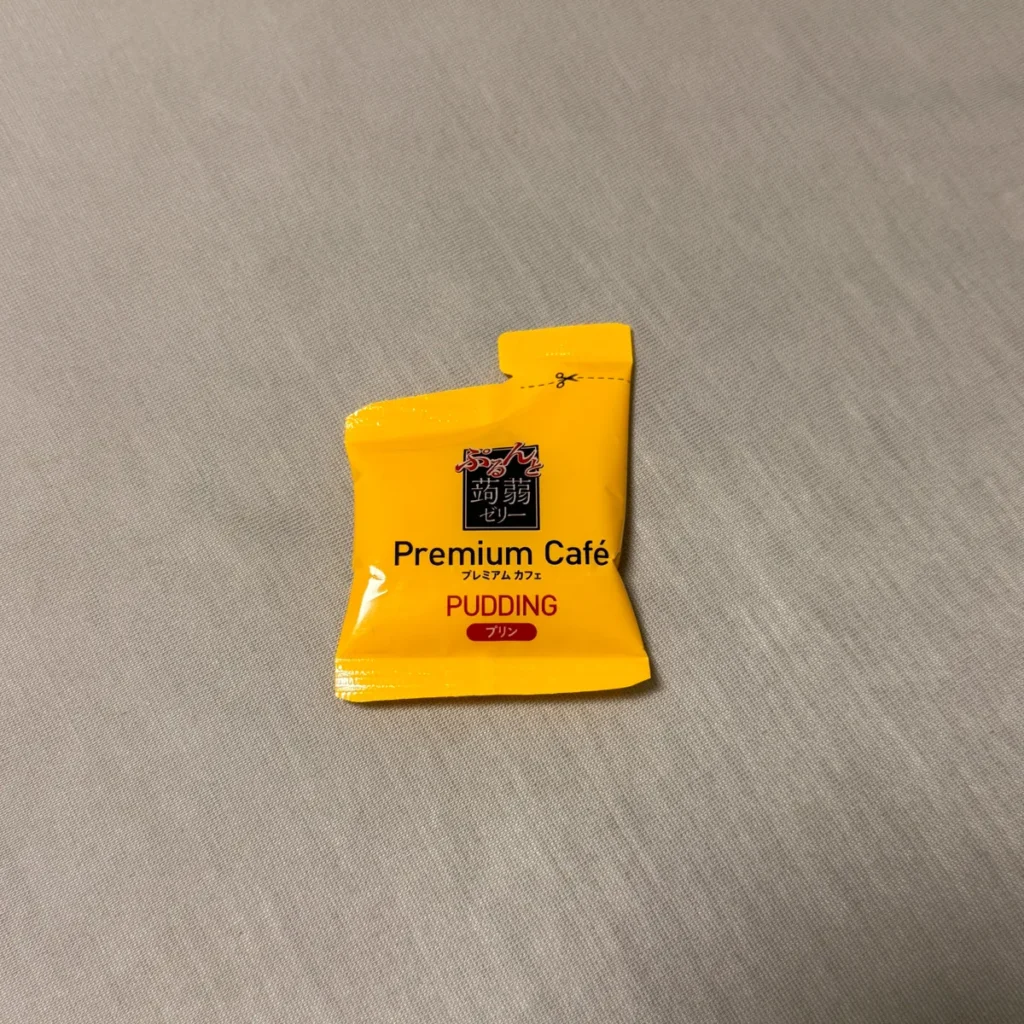 ぷるんと
蒟蒻
ゼリー
Premium Café
プレミアム カフェ
PUDDING
プリン